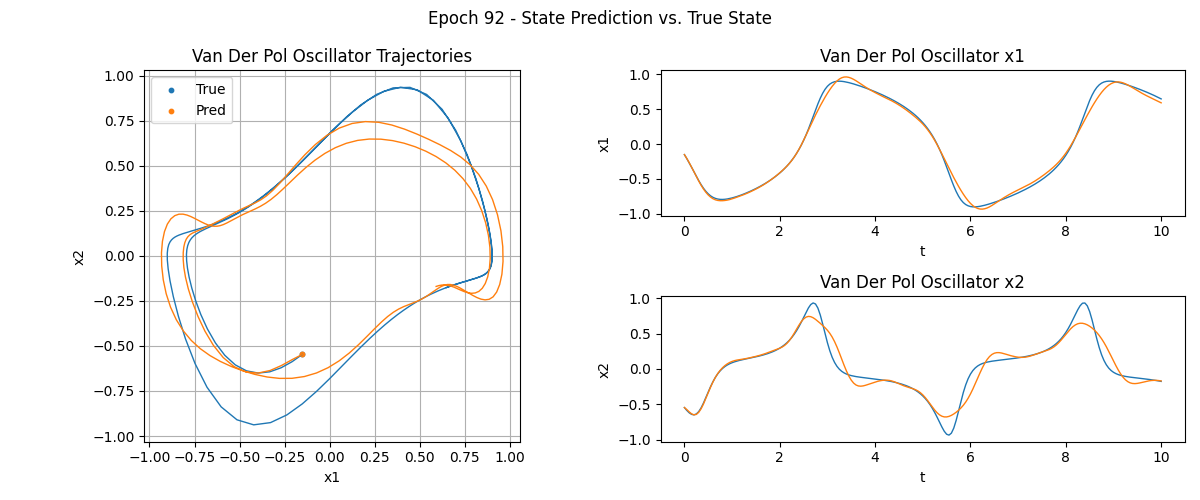 Epoch 92 - State Prediction vs. True State
Van Der Pol Oscillator Trajectories
True
Pred
1.00
0.75
0.50
0.25
0.00
−0.25
−0.50
−0.75
−1.00
x2
−1.00 −0.75 −0.50 −0.25 0.00 0.25 0.50 0.75 1.00
x1
Van Der Pol Oscillator x1
1.0
0.5
0.0
−0.5
−1.0
x1
0 2 4 6 8 10
t
Van Der Pol Oscillator x2
1.0
0.5
0.0
−0.5
−1.0
x2
0 2 4 6 8 10
t